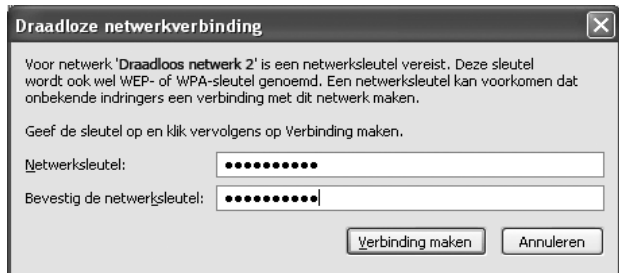 Draadloze netwerkverbinding
Voor netwerk 'Draadloos netwerk 2' is een netwerksleutel vereist. Deze sleutel
wordt ook wel WEP- of WPA-sleutel genoemd. Een netwerksleutel kan voorkomen dat
onbekende indringers een verbinding met dit netwerk maken.
Geef de sleutel op en klik vervolgens op Verbinding maken.
Netwerksleutel: ●●●●●●●●●●
Bevestig de netwerksleutel: ●●●●●●●●●●
Verbinding maken Annuleren